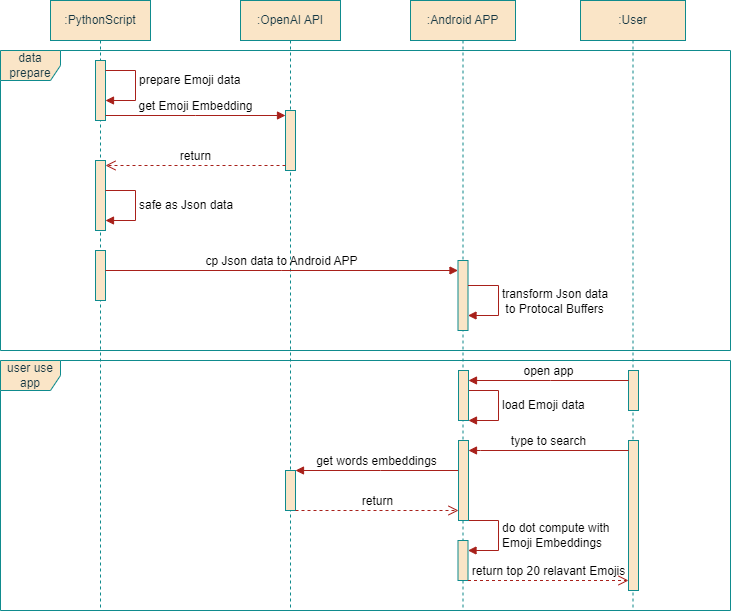 :PythonScript
:OpenAI API
:Android APP
:User
data
prepare
prepare Emoji data
get Emoji Embedding
return
safe as Json data
cp Json data to Android APP
transform Json data
to Protocal Buffers
user use
app
open app
load Emoji data
type to search
get words embeddings
return
do dot compute with
Emoji Embeddings
return top 20 relavant Emojis